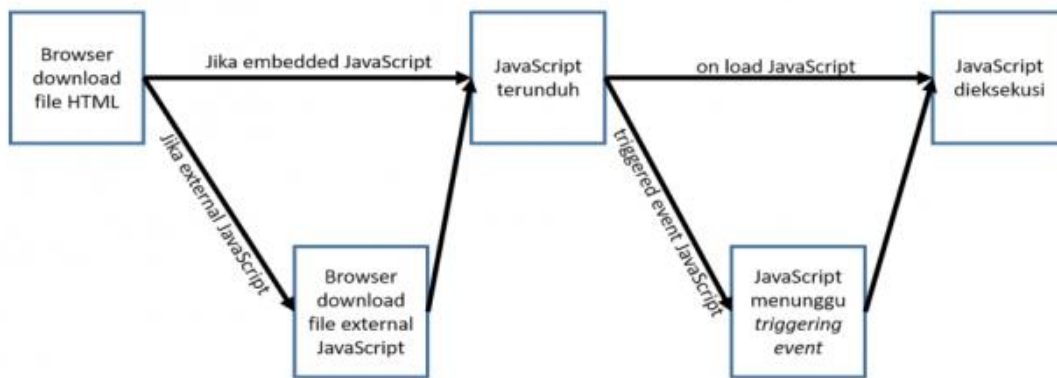 Browser
download
file HTML
Jika embedded JavaScript
JavaScript
terunduh
on load JavaScript
JavaScript
dieksekusi
Jika external JavaScript
triggered event JavaScript
Browser
download
file external
JavaScript
JavaScript
menunggu
triggering
event